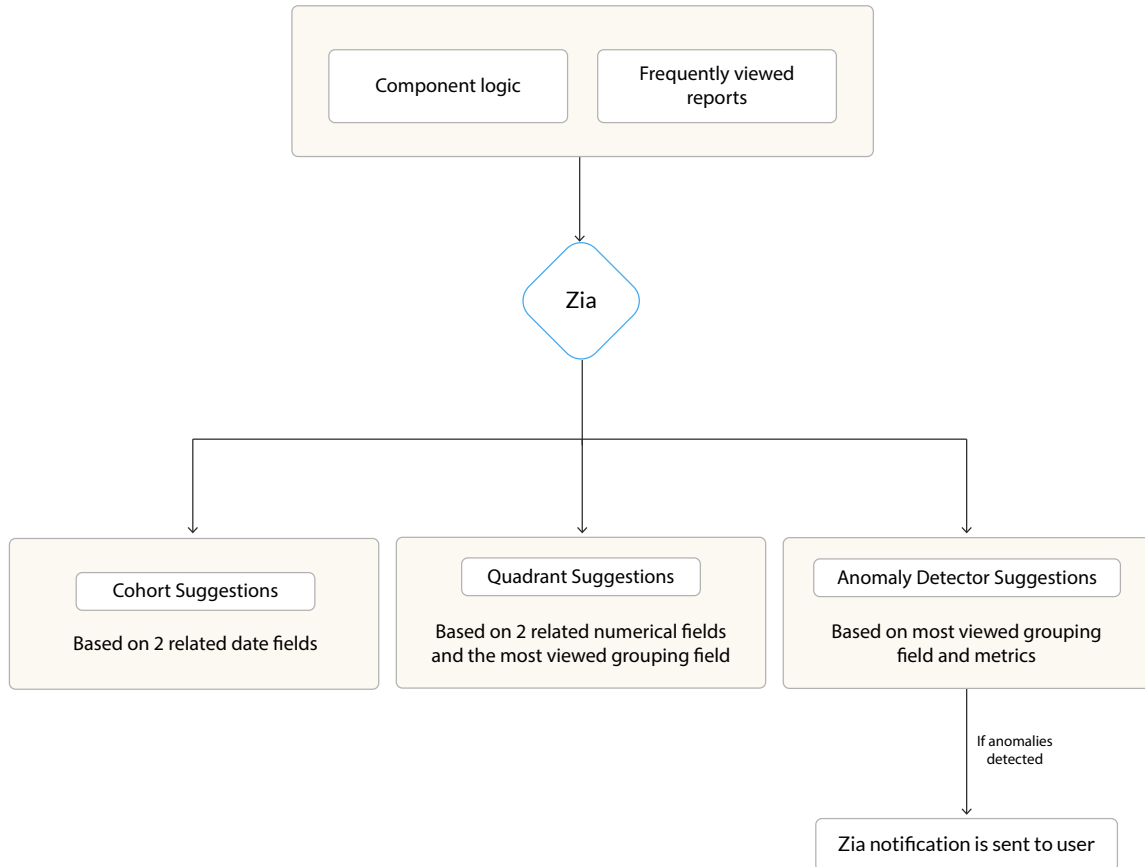 Component logic
Frequently viewed
reports
Zia
Cohort Suggestions
Based on 2 related date fields
Quadrant Suggestions
Based on 2 related numerical fields
and the most viewed grouping field
Anomaly Detector Suggestions
Based on most viewed grouping
field and metrics
If anomalies
detected
Zia notification is sent to user